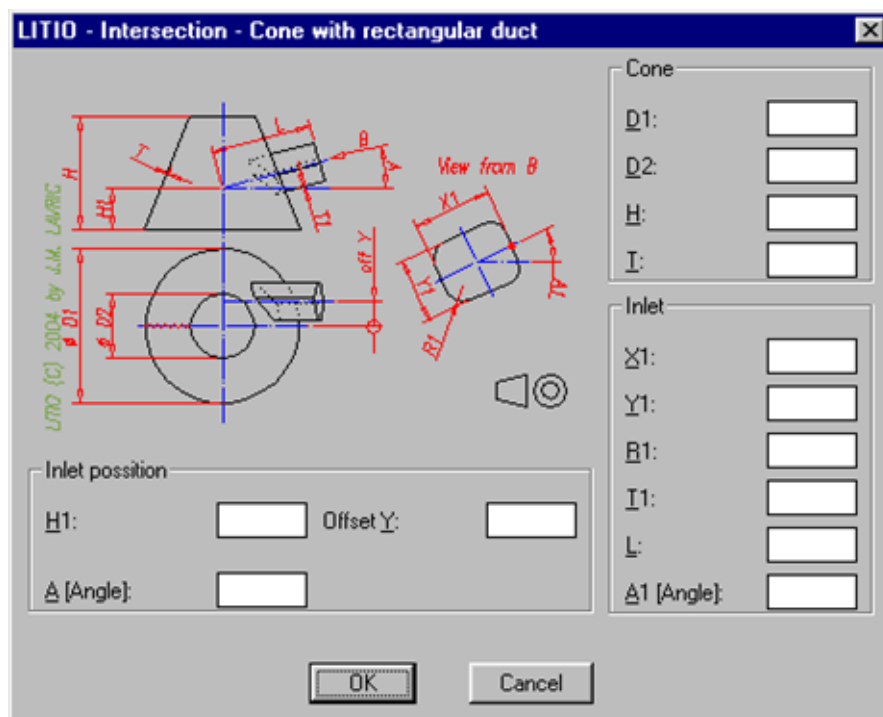 LITIO - Intersection - Cone with rectangular duct
LITIO {C} 2004 by J.M. LAVRIC
H
H1
T
L
B
A
T1
View from B
X1
Y1
R1
A1
off Y
ϕ D1
ϕ D2
Cone
D1:
D2:
H:
T:
Inlet
X1:
Y1:
R1:
T1:
L:
A1 [Angle]:
Inlet possition
H1:
Offset Y:
A [Angle]:
OK
Cancel